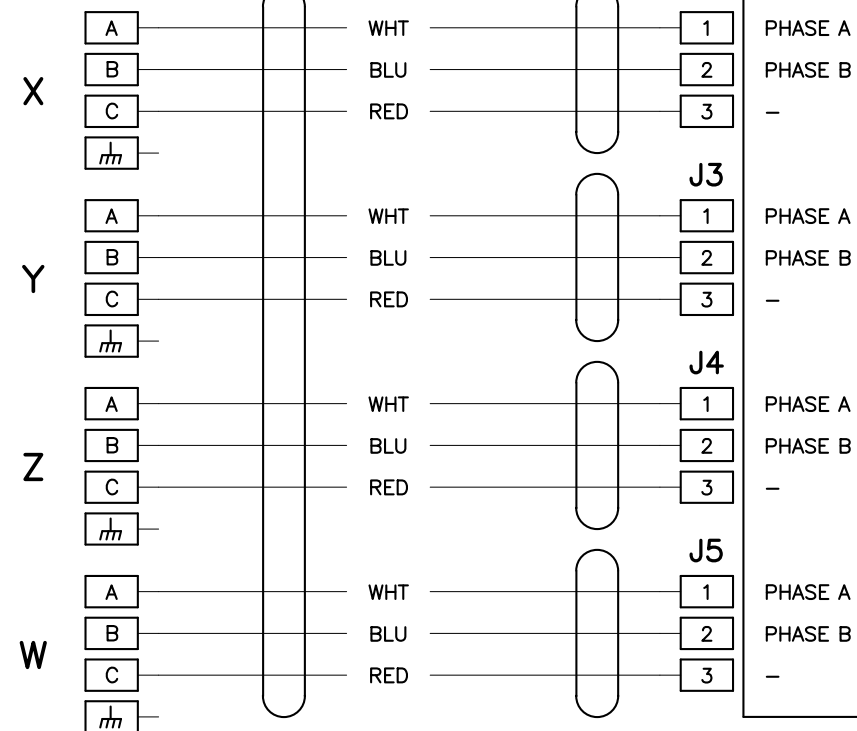 A WHT 1 PHASE A
X
B BLU 2 PHASE B
C RED 3 –
J3
A WHT 1 PHASE A
Y
B BLU 2 PHASE B
C RED 3 –
J4
A WHT 1 PHASE A
Z
B BLU 2 PHASE B
C RED 3 –
J5
A WHT 1 PHASE A
W
B BLU 2 PHASE B
C RED 3 –